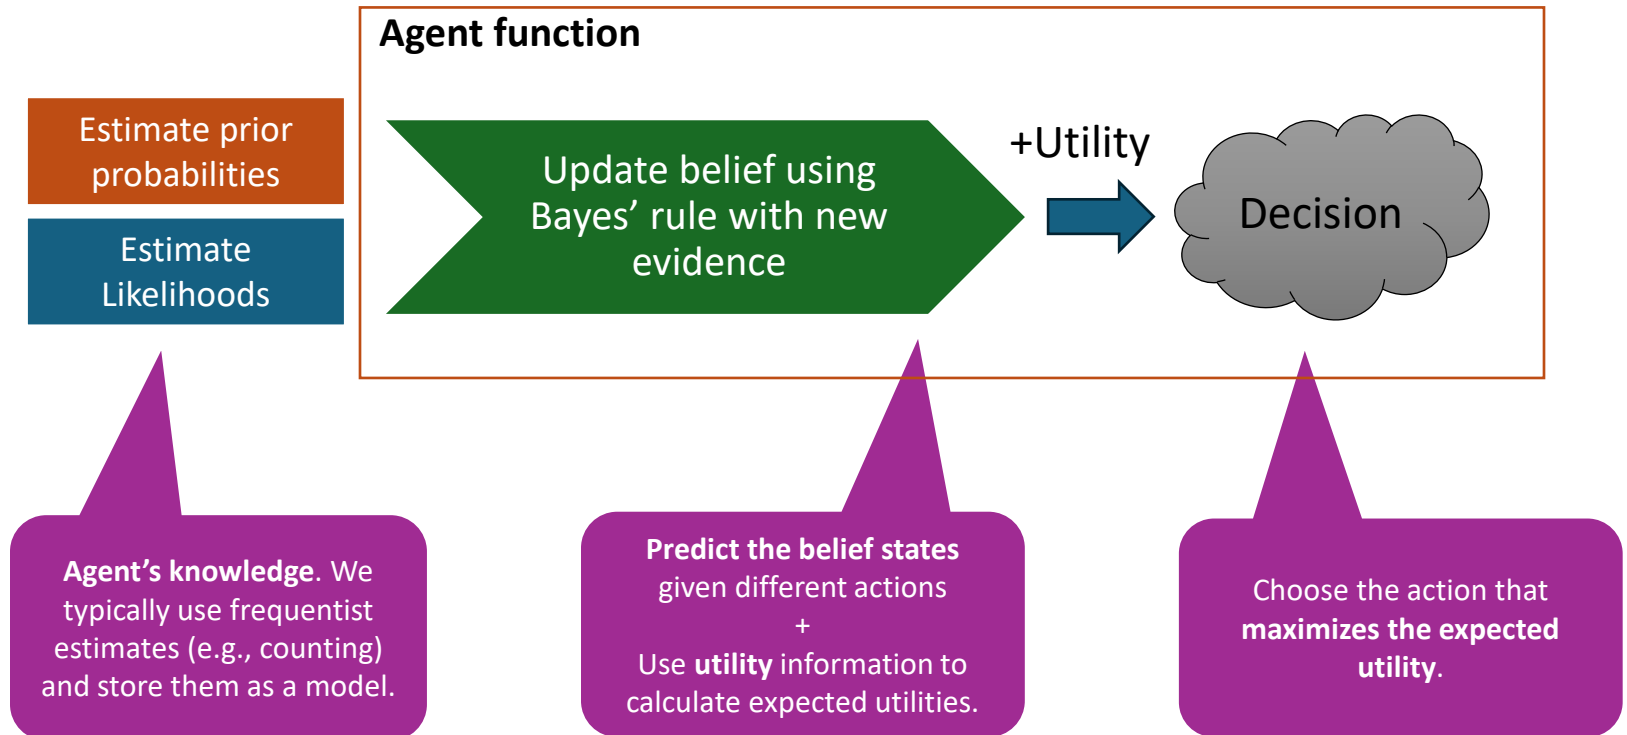 Agent function
Estimate prior
probabilities
Estimate
Likelihoods
Update belief using
Bayes’ rule with new
evidence
+Utility
Decision
Agent’s knowledge. We
typically use frequentist
estimates (e.g., counting)
and store them as a model.
Predict the belief states
given different actions
+
Use utility information to
calculate expected utilities.
Choose the action that
maximizes the expected
utility.